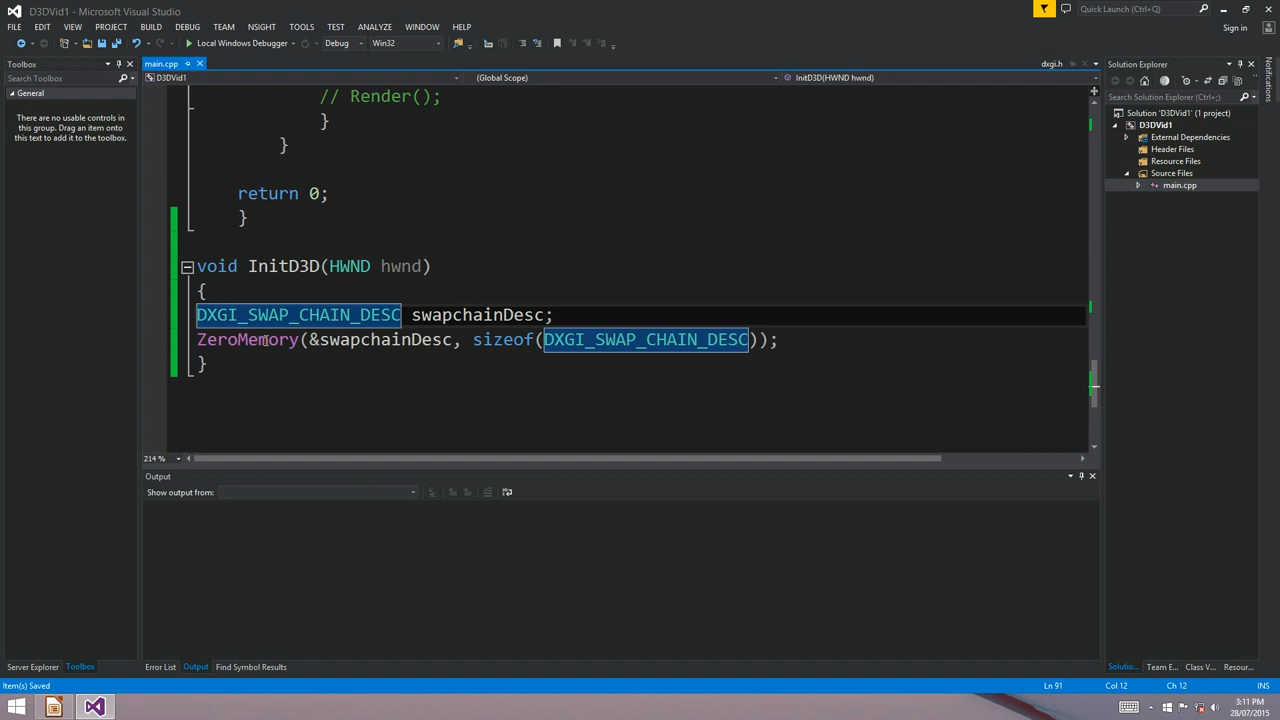 D3DVid1 - Microsoft Visual Studio
Quick Launch (Ctrl+;)
FILE EDIT VIEW PROJECT BUILD DEBUG TEAM NSIGHT TOOLS TEST ANALYZE WINDOW HELP
Sign in
Local Windows Debugger Debug Win32
Toolbox
Search Toolbox
General
There are no usable controls in
this group. Drag an item onto
this text to add it to the toolbox.
main.cpp
dxgi.h
D3DVid1
(Global Scope)
InitD3D(HWND hwnd)
// Render();
}
}
return 0;
}
void InitD3D(HWND hwnd)
{
DXGI_SWAP_CHAIN_DESC swapchainDesc;
ZeroMemory(&swapchainDesc, sizeof(DXGI_SWAP_CHAIN_DESC));
}
214 %
Output
Show output from:
Solution Explorer
Search Solution Explorer (Ctrl+;)
Solution 'D3DVid1' (1 project)
D3DVid1
External Dependencies
Header Files
Resource Files
Source Files
main.cpp
Notifications
Server Explorer Toolbox
Error List Output Find Symbol Results
Solutio... Team E... Class V... Resour...
Item(s) Saved
Ln 91 Col 12 Ch 12 INS
3:11 PM
28/07/2015